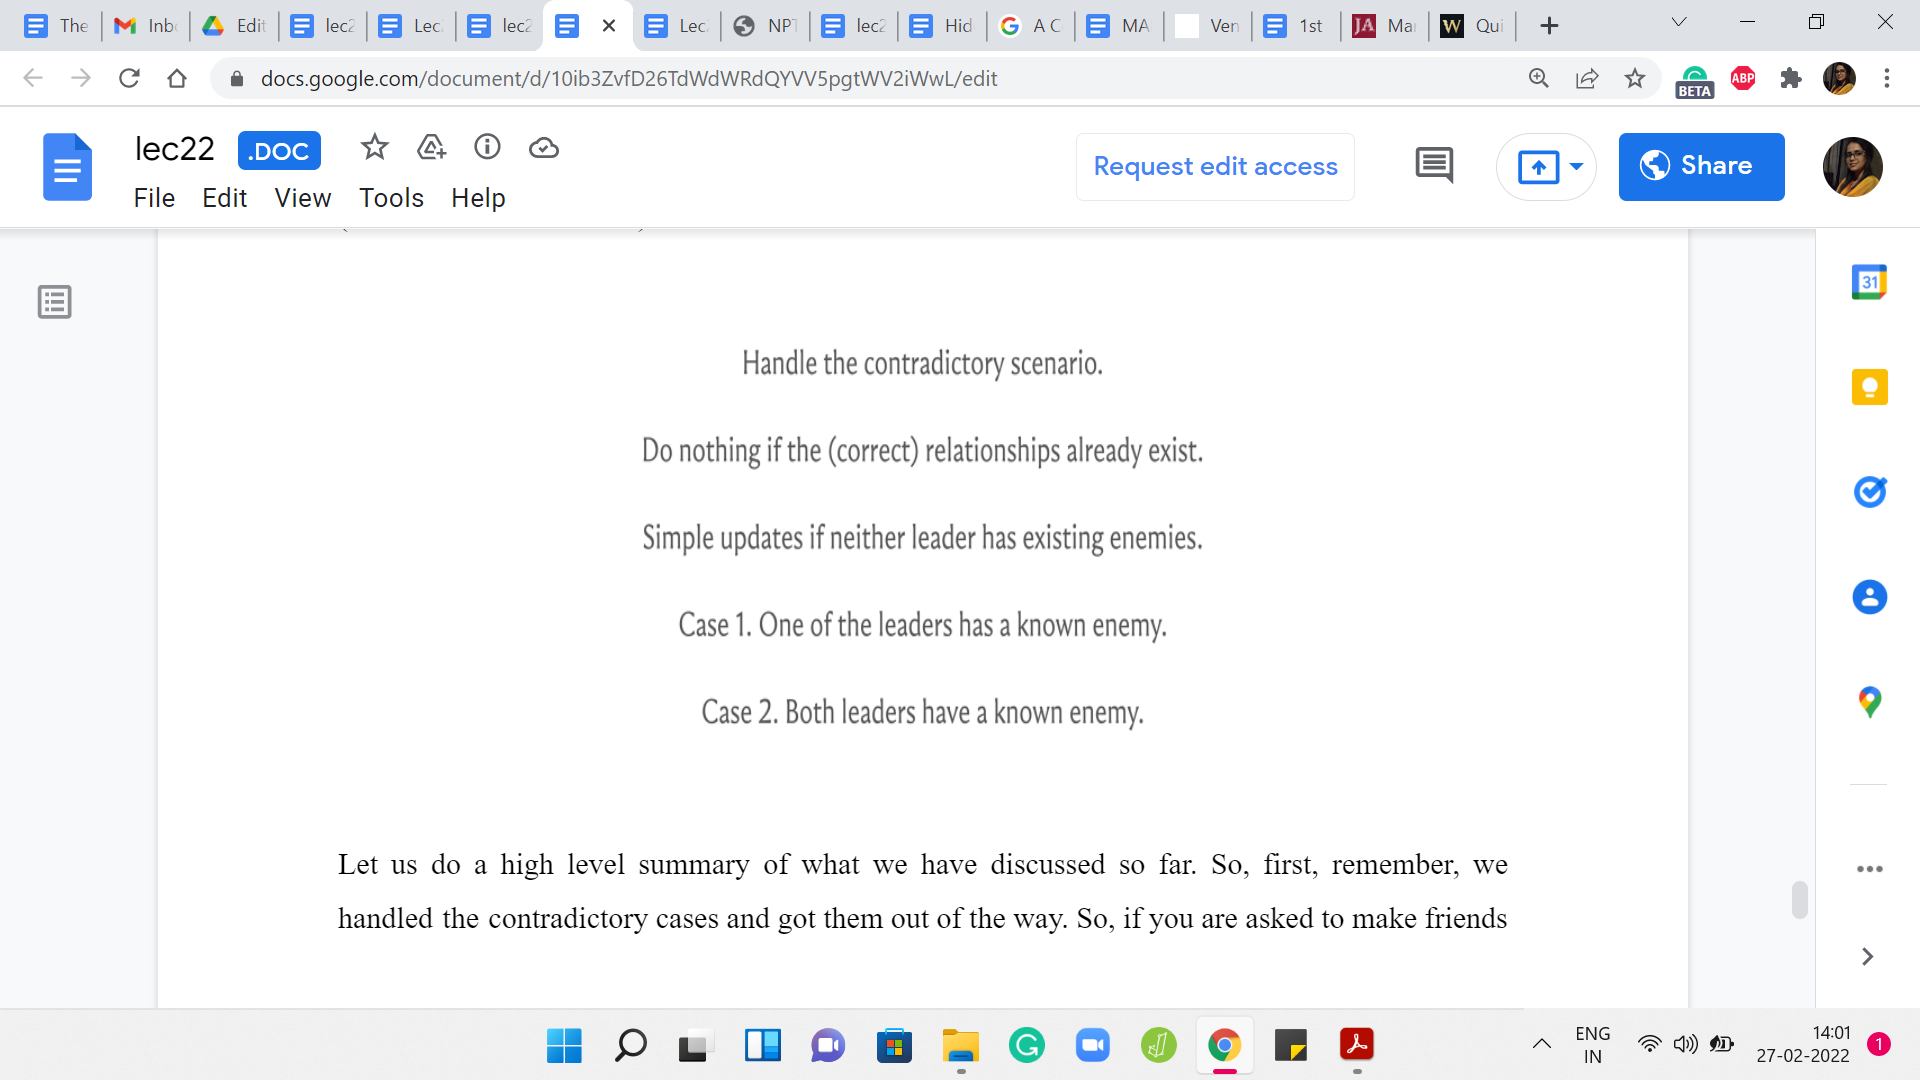 The
Inb
Edit
lec2
Lec
lec2
Lec
NPT
lec2
Hid
A C
MA
Ven
1st
JA
Mar
W
Qui
docs.google.com/document/d/10ib3ZvfD26TdWdWRdQYVV5pgtWV2iWwL/edit
BETA
ABP
lec22 .DOC
Request edit access
Share
File Edit View Tools Help
31
Handle the contradictory scenario.
Do nothing if the (correct) relationships already exist.
Simple updates if neither leader has existing enemies.
Case 1. One of the leaders has a known enemy.
Case 2. Both leaders have a known enemy.
Let us do a high level summary of what we have discussed so far. So, first, remember, we
handled the contradictory cases and got them out of the way. So, if you are asked to make friends
ENG
IN
14:01
27-02-2022
1